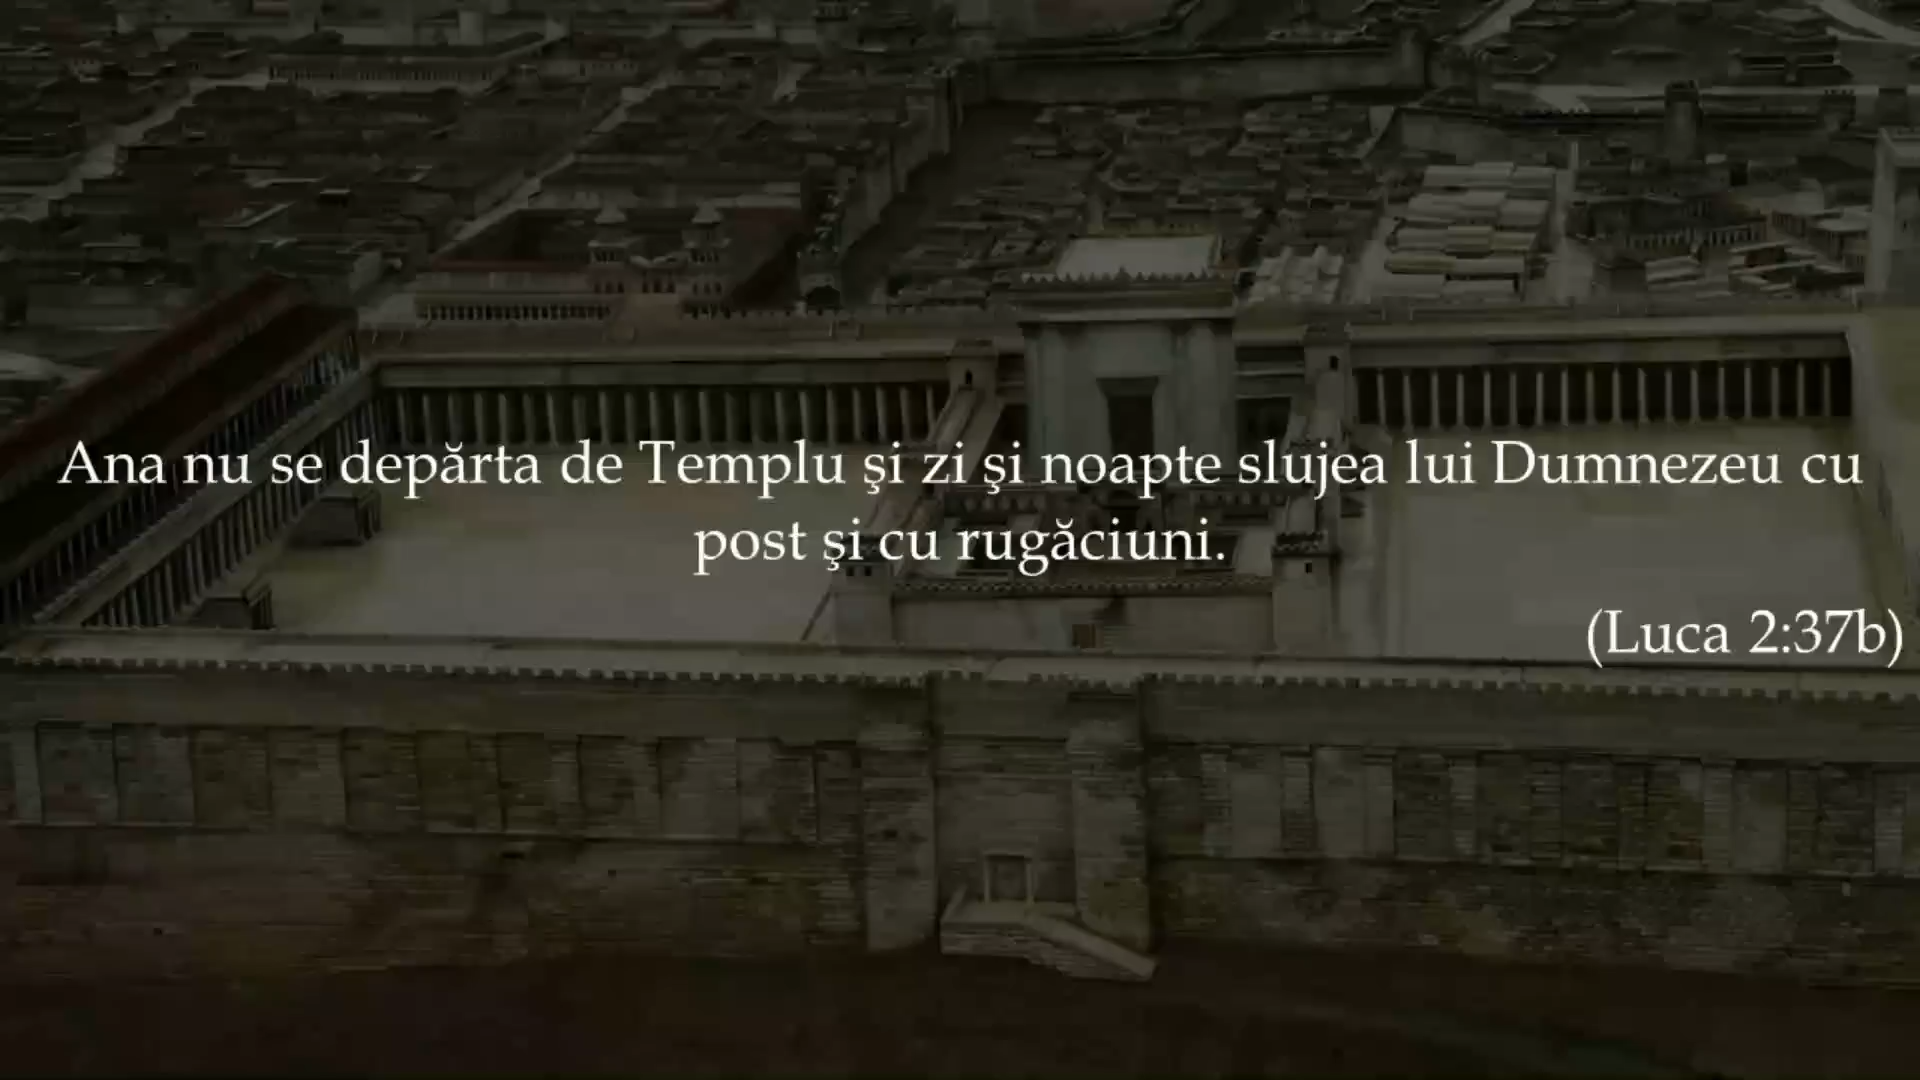 Ana nu se depărta de Templu şi zi şi noapte slujea lui Dumnezeu cu
post şi cu rugăciuni.
(Luca 2:37b)